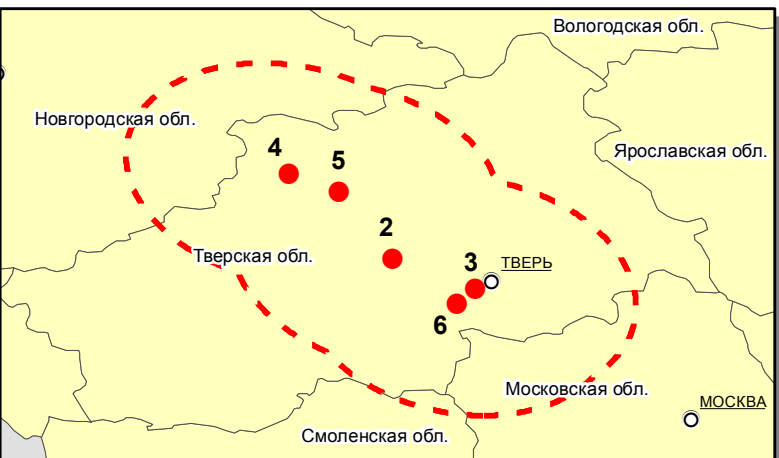 Вологодская обл.
Новгородская обл.
Ярославская обл.
4
5
2
Тверская обл.
3
ТВЕРЬ
6
Московская обл.
МОСКВА
Смоленская обл.